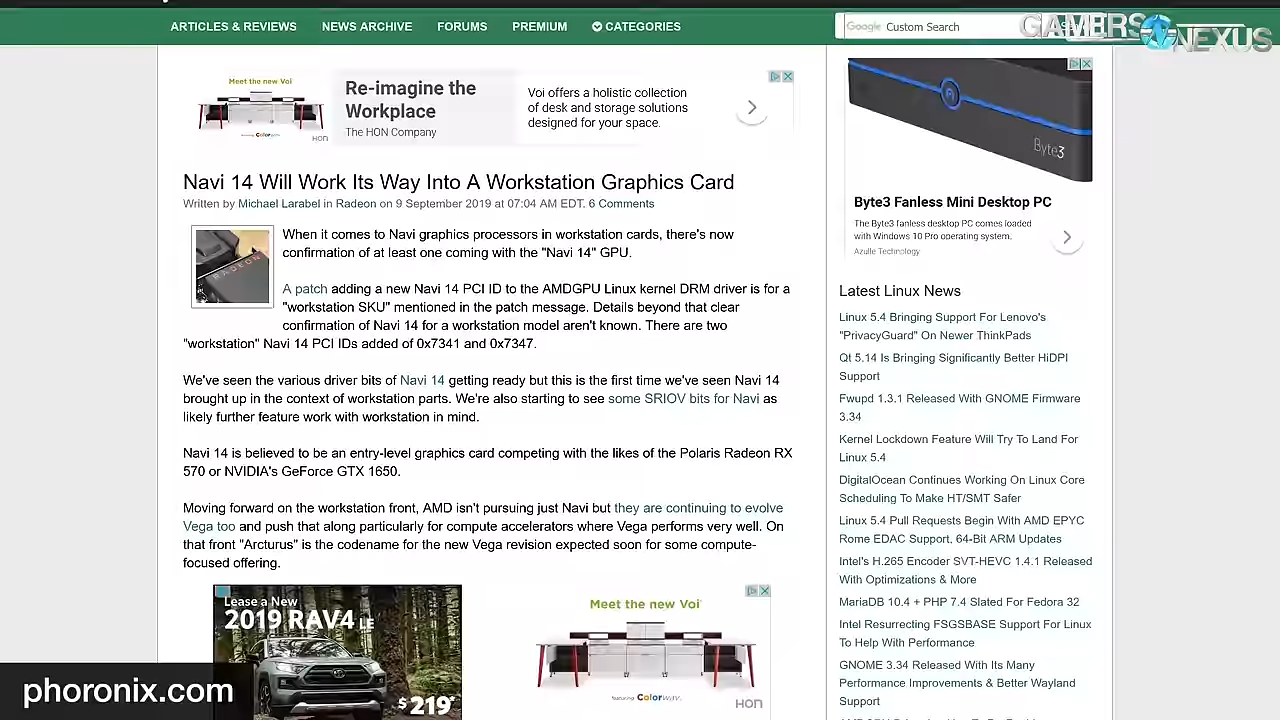 ARTICLES & REVIEWS NEWS ARCHIVE FORUMS PREMIUM CATEGORIES
Google Custom Search
GAMERS NEXUS
Meet the new Voi
HON
Re-imagine the
Workplace
The HON Company
Voi offers a holistic collection
of desk and storage solutions
designed for your space.
Navi 14 Will Work Its Way Into A Workstation Graphics Card
Written by Michael Larabel in Radeon on 9 September 2019 at 07:04 AM EDT. 6 Comments
RADEON
When it comes to Navi graphics processors in workstation cards, there's now
confirmation of at least one coming with the "Navi 14" GPU.
A patch adding a new Navi 14 PCI ID to the AMDGPU Linux kernel DRM driver is for a
"workstation SKU" mentioned in the patch message. Details beyond that clear
confirmation of Navi 14 for a workstation model aren't known. There are two
"workstation" Navi 14 PCI IDs added of 0x7341 and 0x7347.
We've seen the various driver bits of Navi 14 getting ready but this is the first time we've seen Navi 14
brought up in the context of workstation parts. We're also starting to see some SRIOV bits for Navi as
likely further feature work with workstation in mind.
Navi 14 is believed to be an entry-level graphics card competing with the likes of the Polaris Radeon RX
570 or NVIDIA's GeForce GTX 1650.
Moving forward on the workstation front, AMD isn't pursuing just Navi but they are continuing to evolve
Vega too and push that along particularly for compute accelerators where Vega performs very well. On
that front "Arcturus" is the codename for the new Vega revision expected soon for some compute-
focused offering.
Lease a New
2019 RAV4 LE
$219
Meet the new Voi
featuring ColorWay.
HON
phoronix.com
Byte3
Byte3 Fanless Mini Desktop PC
The Byte3 fanless desktop PC comes loaded
with Windows 10 Pro operating system.
Azulle Technology
Latest Linux News
Linux 5.4 Bringing Support For Lenovo's
"PrivacyGuard" On Newer ThinkPads
Qt 5.14 Is Bringing Significantly Better HiDPI
Support
Fwupd 1.3.1 Released With GNOME Firmware
3.34
Kernel Lockdown Feature Will Try To Land For
Linux 5.4
DigitalOcean Continues Working On Linux Core
Scheduling To Make HT/SMT Safer
Linux 5.4 Pull Requests Begin With AMD EPYC
Rome EDAC Support, 64-Bit ARM Updates
Intel's H.265 Encoder SVT-HEVC 1.4.1 Released
With Optimizations & More
MariaDB 10.4 + PHP 7.4 Slated For Fedora 32
Intel Resurrecting FSGSBASE Support For Linux
To Help With Performance
GNOME 3.34 Released With Its Many
Performance Improvements & Better Wayland
Support